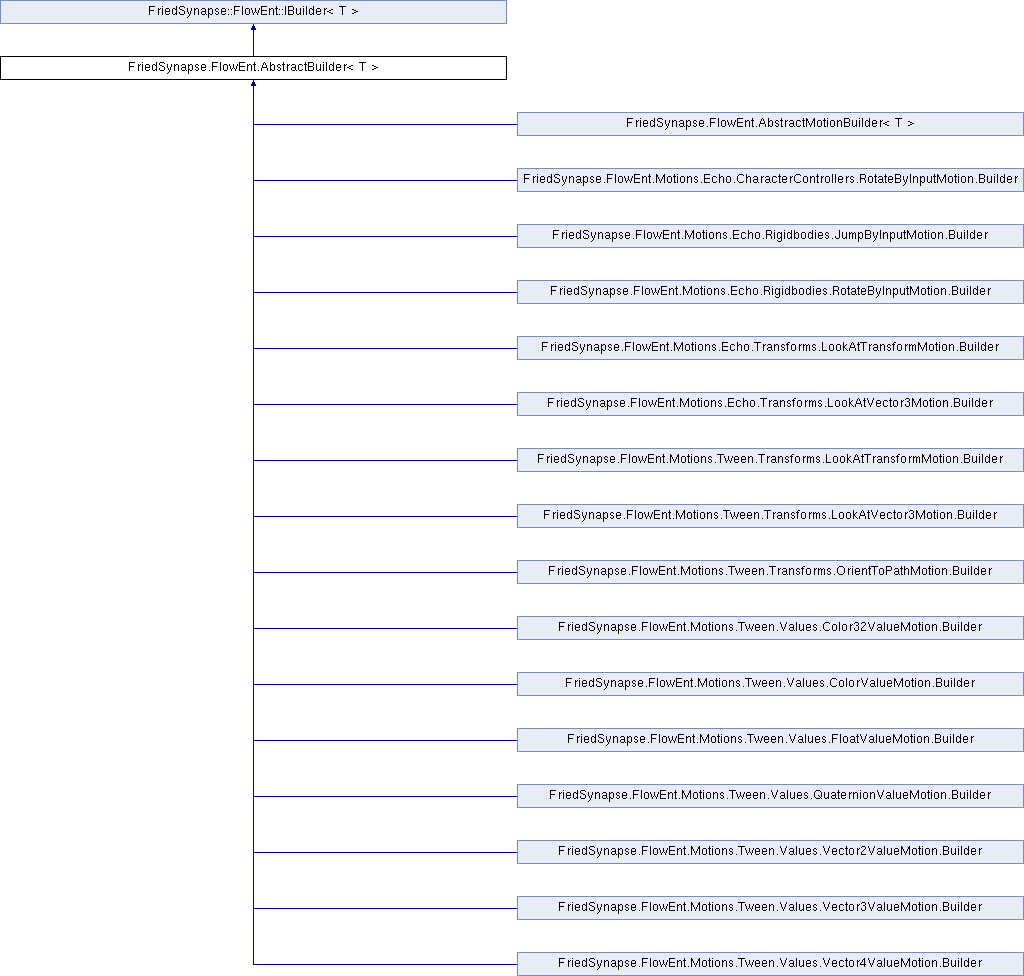 FriedSynapse::FlowEnt::IBuilder< T >
FriedSynapse.FlowEnt.AbstractBuilder< T >
FriedSynapse.FlowEnt.AbstractMotionBuilder< T >
FriedSynapse.FlowEnt.Motions.Echo.CharacterControllers.RotateByInputMotion.Builder
FriedSynapse.FlowEnt.Motions.Echo.Rigidbodies.JumpByInputMotion.Builder
FriedSynapse.FlowEnt.Motions.Echo.Rigidbodies.RotateByInputMotion.Builder
FriedSynapse.FlowEnt.Motions.Echo.Transforms.LookAtTransformMotion.Builder
FriedSynapse.FlowEnt.Motions.Echo.Transforms.LookAtVector3Motion.Builder
FriedSynapse.FlowEnt.Motions.Tween.Transforms.LookAtTransformMotion.Builder
FriedSynapse.FlowEnt.Motions.Tween.Transforms.LookAtVector3Motion.Builder
FriedSynapse.FlowEnt.Motions.Tween.Transforms.OrientToPathMotion.Builder
FriedSynapse.FlowEnt.Motions.Tween.Values.Color32ValueMotion.Builder
FriedSynapse.FlowEnt.Motions.Tween.Values.ColorValueMotion.Builder
FriedSynapse.FlowEnt.Motions.Tween.Values.FloatValueMotion.Builder
FriedSynapse.FlowEnt.Motions.Tween.Values.QuaternionValueMotion.Builder
FriedSynapse.FlowEnt.Motions.Tween.Values.Vector2ValueMotion.Builder
FriedSynapse.FlowEnt.Motions.Tween.Values.Vector3ValueMotion.Builder
FriedSynapse.FlowEnt.Motions.Tween.Values.Vector4ValueMotion.Builder